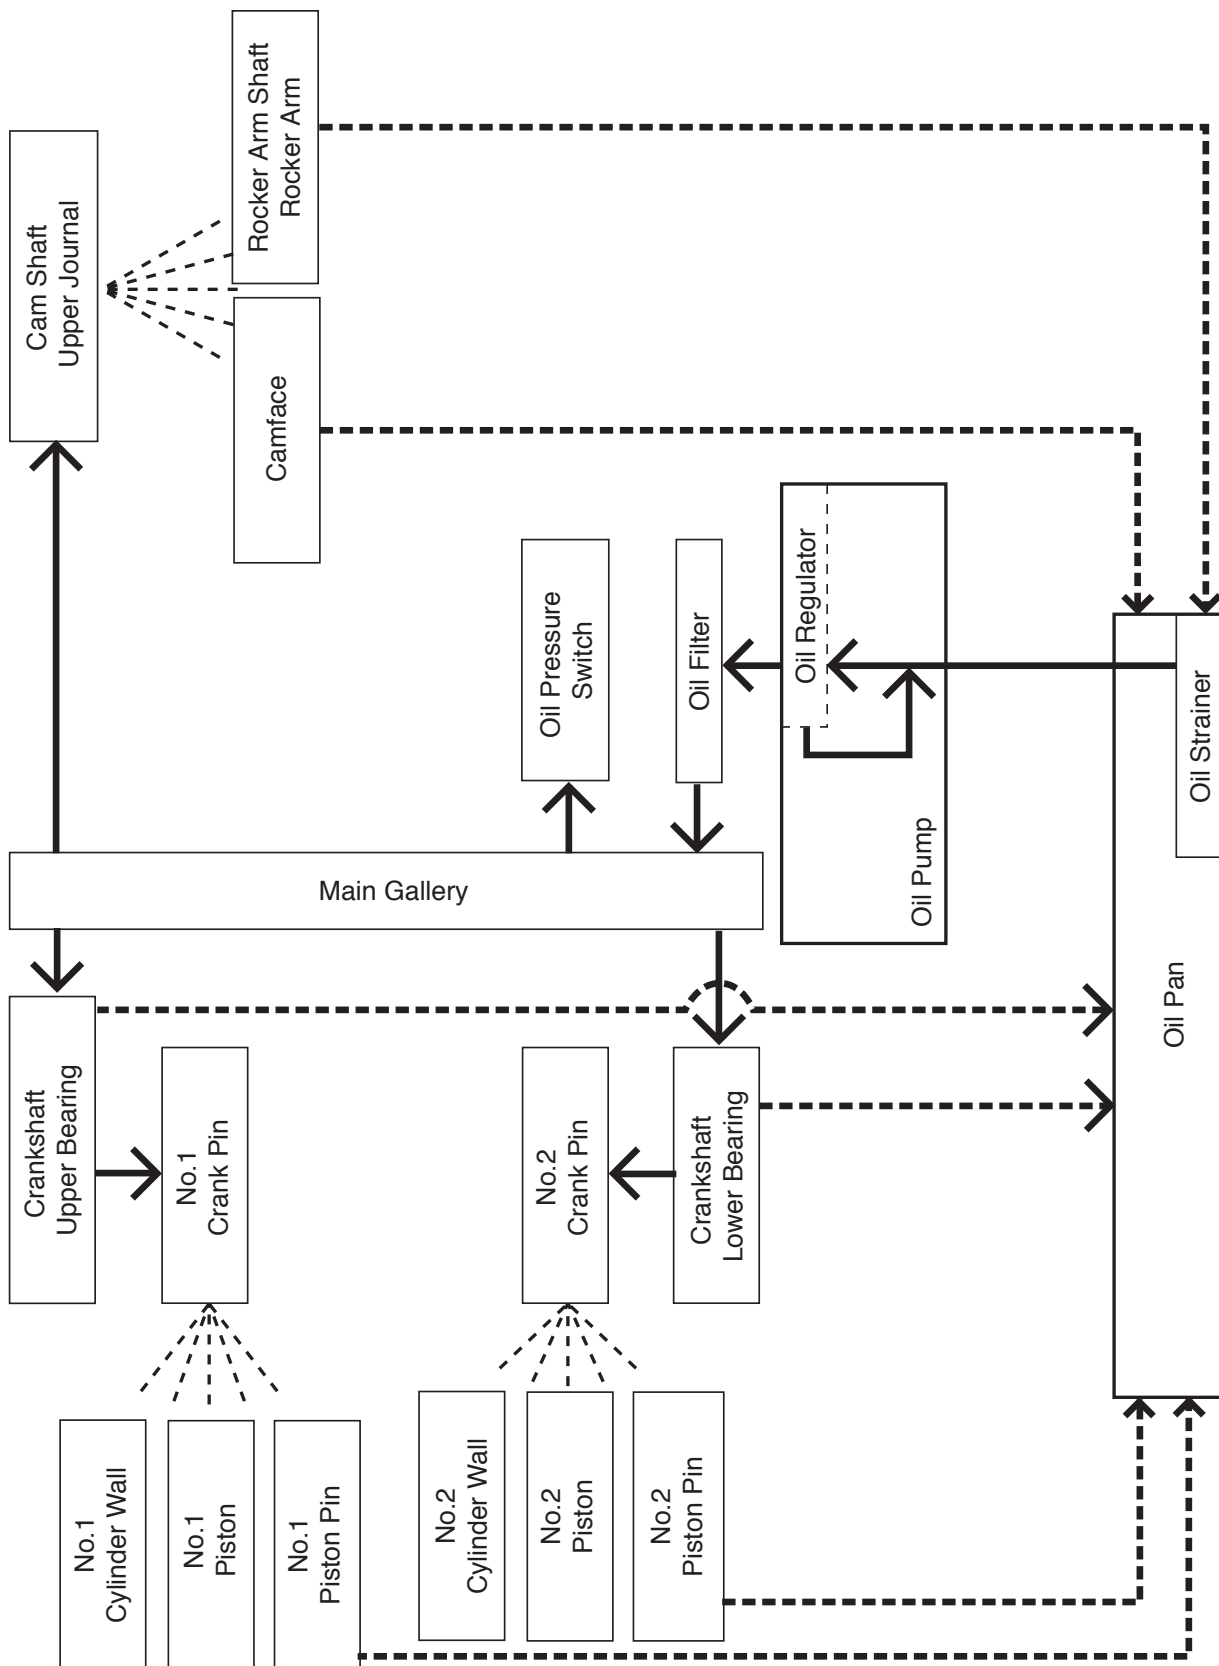 No.1
Cylinder Wall
No.1
Piston
No.1
Piston Pin
No.2
Cylinder Wall
No.2
Piston
No.2
Piston Pin
Crankshaft
Upper Bearing
No.1
Crank Pin
No.2
Crank Pin
Crankshaft
Lower Bearing
Main Gallery
Oil Pan
Oil Pump
Oil Strainer
Oil Pressure
Switch
Oil Filter
Oil Regulator
Cam Shaft
Upper Journal
Camface
Rocker Arm Shaft
Rocker Arm